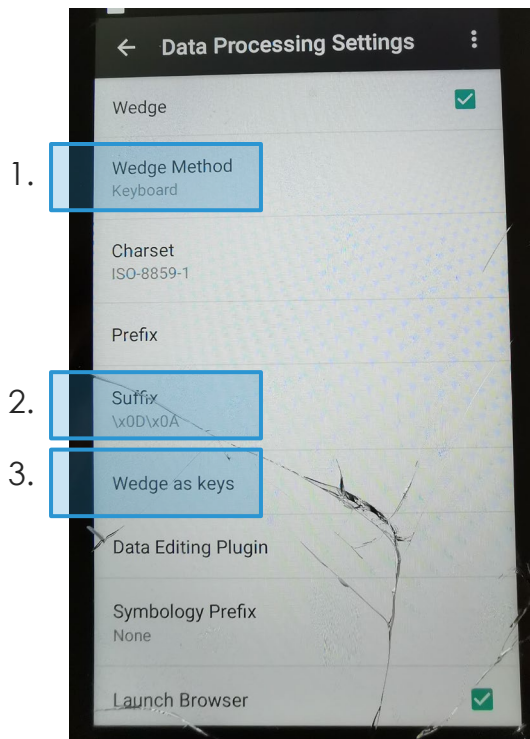 Data Processing Settings
Wedge
1.
Wedge Method
Keyboard
Charset
ISO-8859-1
Prefix
2.
Suffix
\x0D\x0A
3.
Wedge as keys
Data Editing Plugin
Symbology Prefix
None
Launch Browser